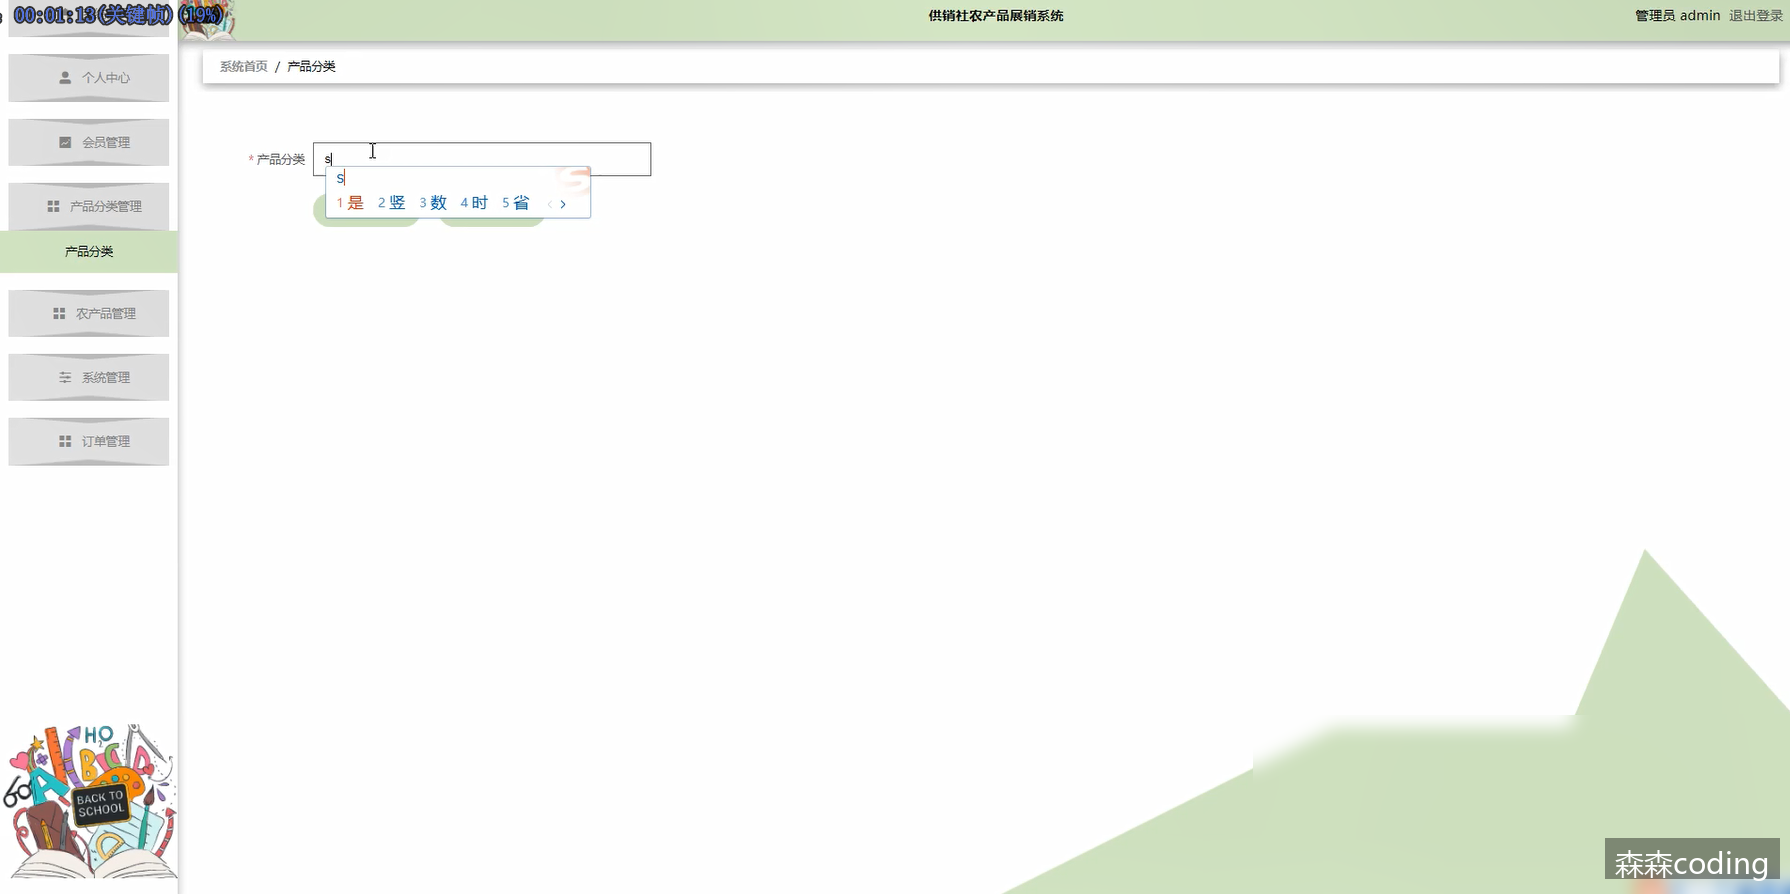 00:01:13(关键帧)(19%)
供销社农产品展销系统
管理员 admin 退出登录
个人中心
会员管理
产品分类管理
产品分类
农产品管理
系统管理
订单管理
系统首页 / 产品分类
* 产品分类 s
s
1 是 2 竖 3 数 4 时 5 省
H2O
ABC
BACK TO
SCHOOL
森森coding